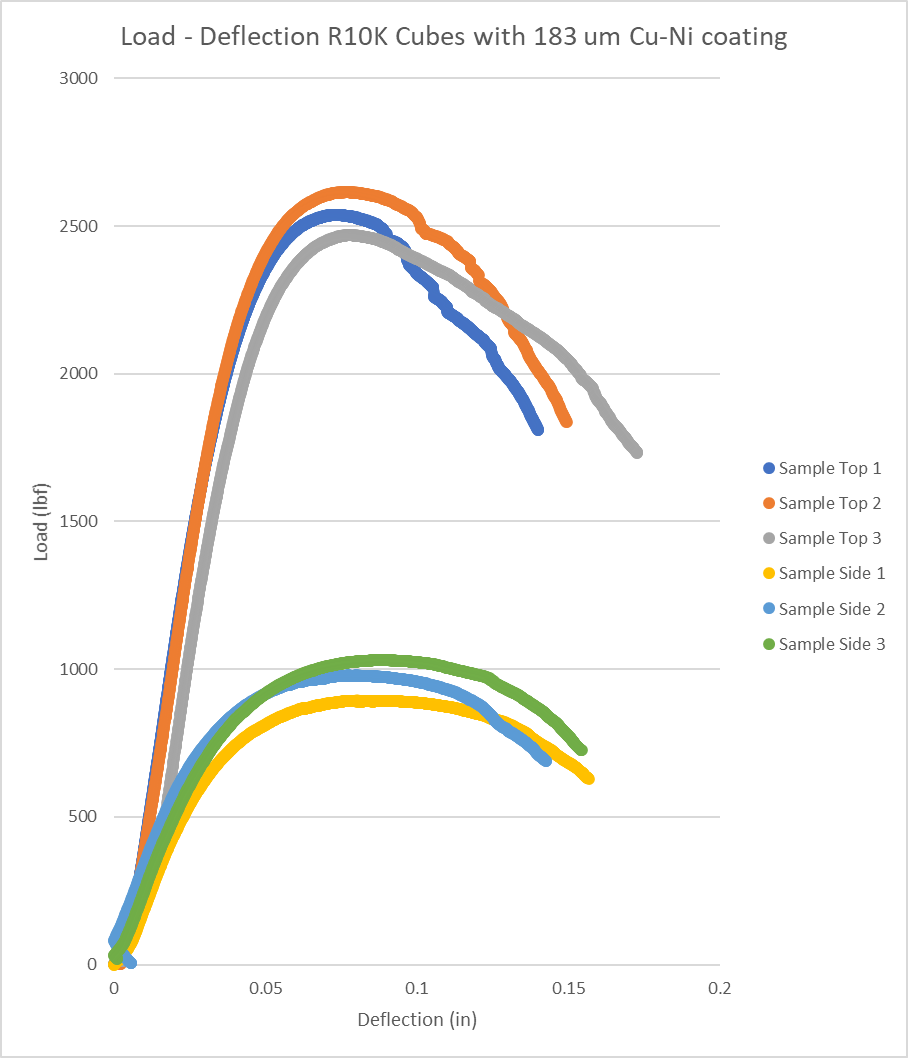 Load - Deflection R10K Cubes with 183 um Cu-Ni coating
3000
2500
2000
1500
1000
500
0
Load (lbf)
0 0.05 0.1 0.15 0.2
Deflection (in)
Sample Top 1
Sample Top 2
Sample Top 3
Sample Side 1
Sample Side 2
Sample Side 3